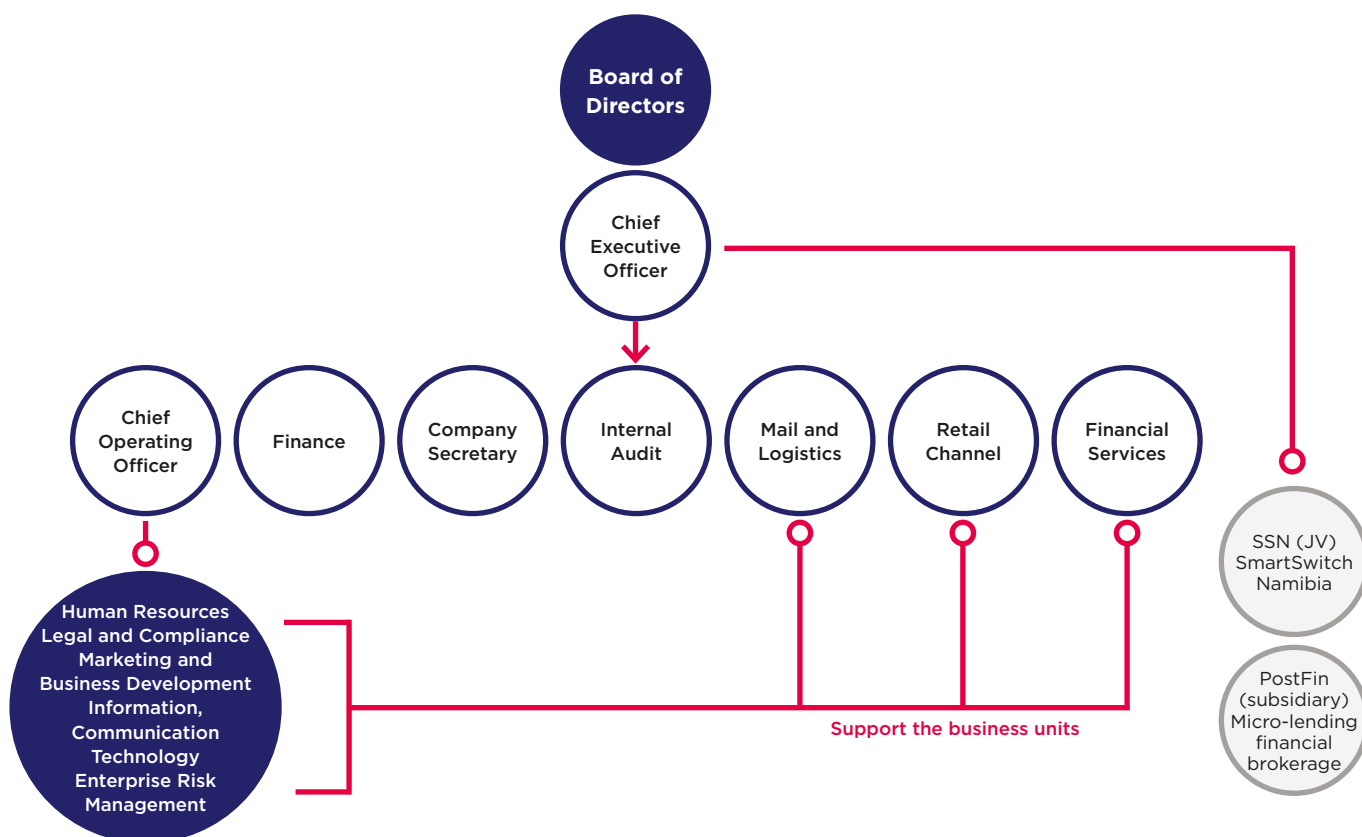 Board of
Directors
Chief
Executive
Officer
Chief
Operating
Officer
Finance
Company
Secretary
Internal
Audit
Mail and
Logistics
Retail
Channel
Financial
Services
SSN (JV)
SmartSwitch
Namibia
Human Resources
Legal and Compliance
Marketing and
Business Development
Information,
Communication
Technology
Enterprise Risk
Management
Support the business units
PostFin
(subsidiary)
Micro-lending
financial
brokerage